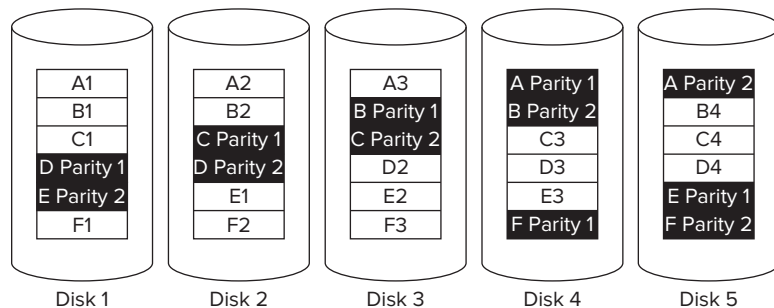 A1
B1
C1
D Parity 1
E Parity 2
F1
Disk 1
A2
B2
C Parity 1
D Parity 2
E1
F2
Disk 2
A3
B Parity 1
C Parity 2
D2
E2
F3
Disk 3
A Parity 1
B Parity 2
C3
D3
E3
F Parity 1
Disk 4
A Parity 2
B4
C4
D4
E Parity 1
F Parity 2
Disk 5